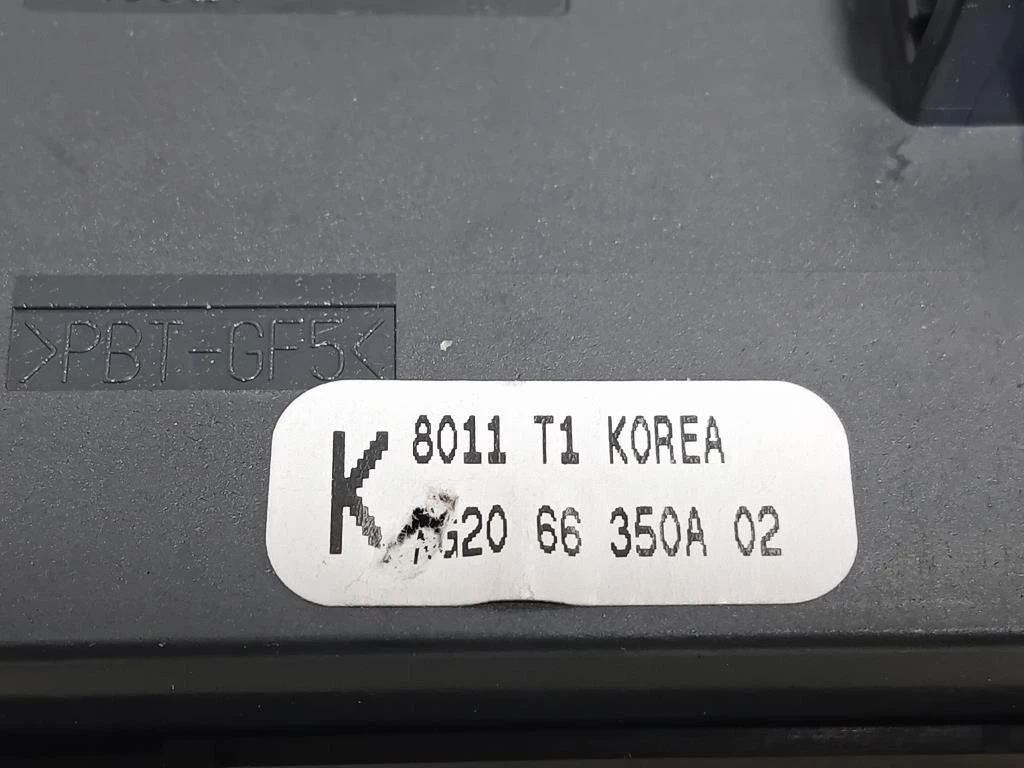 >PBT-GF5<
K
8011 T1 KOREA
66 350A 02